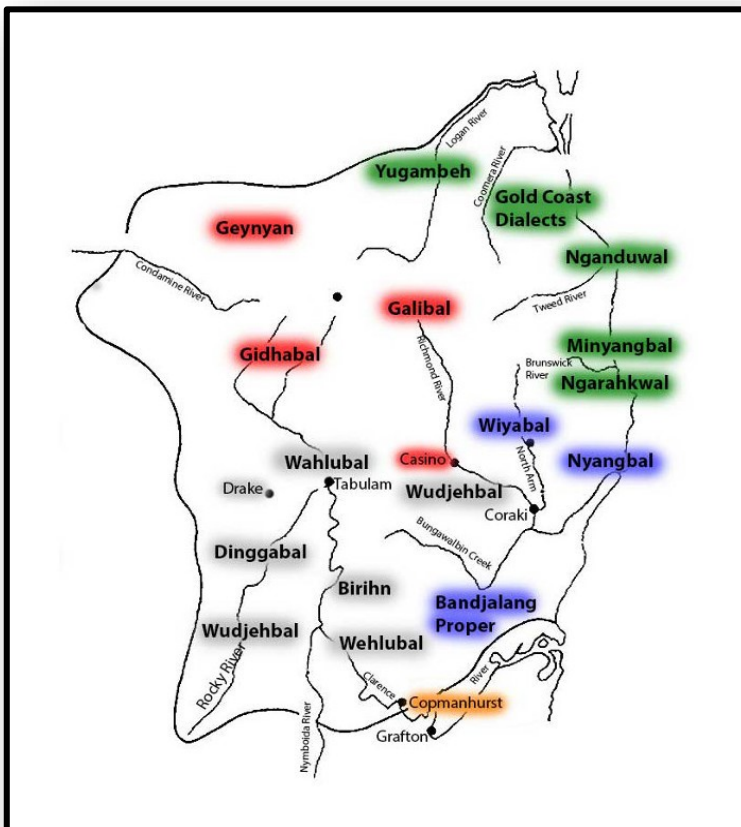 Logan River
Yugambeh
Coomera River
Gold Coast
Dialects
Geynyan
Nganduwal
Condamine River
Tweed River
Galibal
Gidhabal
Richmond River
Minyangbal
Brunswick
River
Ngarahkwal
Wiyabal
Wahlubal
Casino
North Arm
Nyangbal
Drake
Tabulam
Wudjehbal
Coraki
Bungawalbin Creek
Dinggabal
Birihn
Bandjalang
Proper
Wudjehbal
Wehlubal
Rocky River
Nymboida River
Clarence
River
Copmanhurst
Grafton